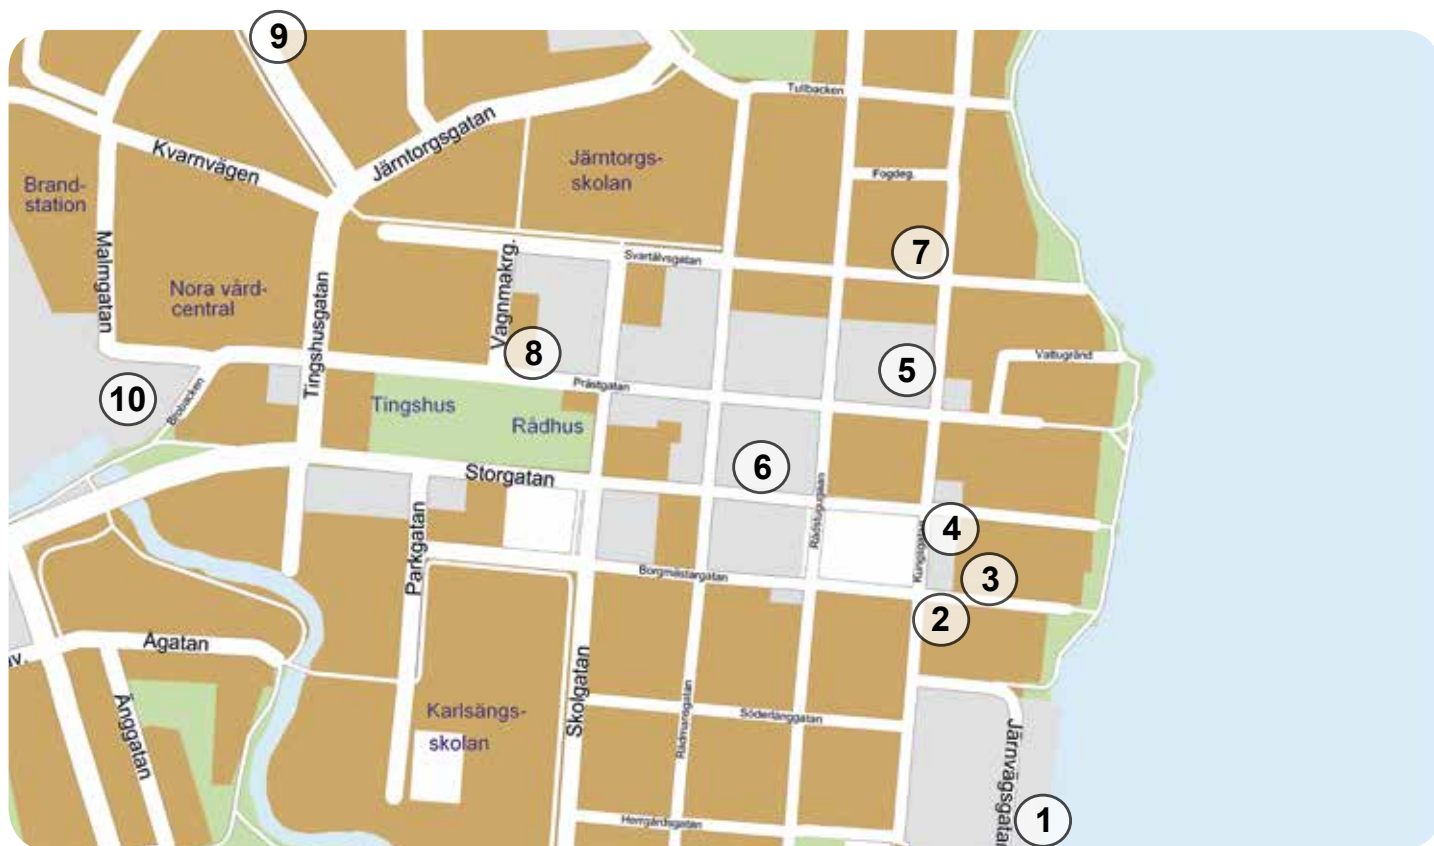 9
Tullbacken
Kvarnvägen
Järntorgsgatan
Järntorgs-
skolan
Fogdeg.
Brand-
station
Malmgatan
Nora vård-
central
Tingshusgatan
Vagnmakrg.
Svartälvsgatan
7
8
5
Vattugränd
10
Brobacken
Tingshus
Rådhus
Prästgatan
6
Storgatan
Rådstugugatan
Kungsgatan
4
Parkgatan
Borgmästargatan
3
2
Ågatan
v.
Änggatan
Karlsängs-
skolan
Skolgatan
Rådmansgatan
Söderlånggatan
Järnvägsgatan
1
Herrgårdsgatan